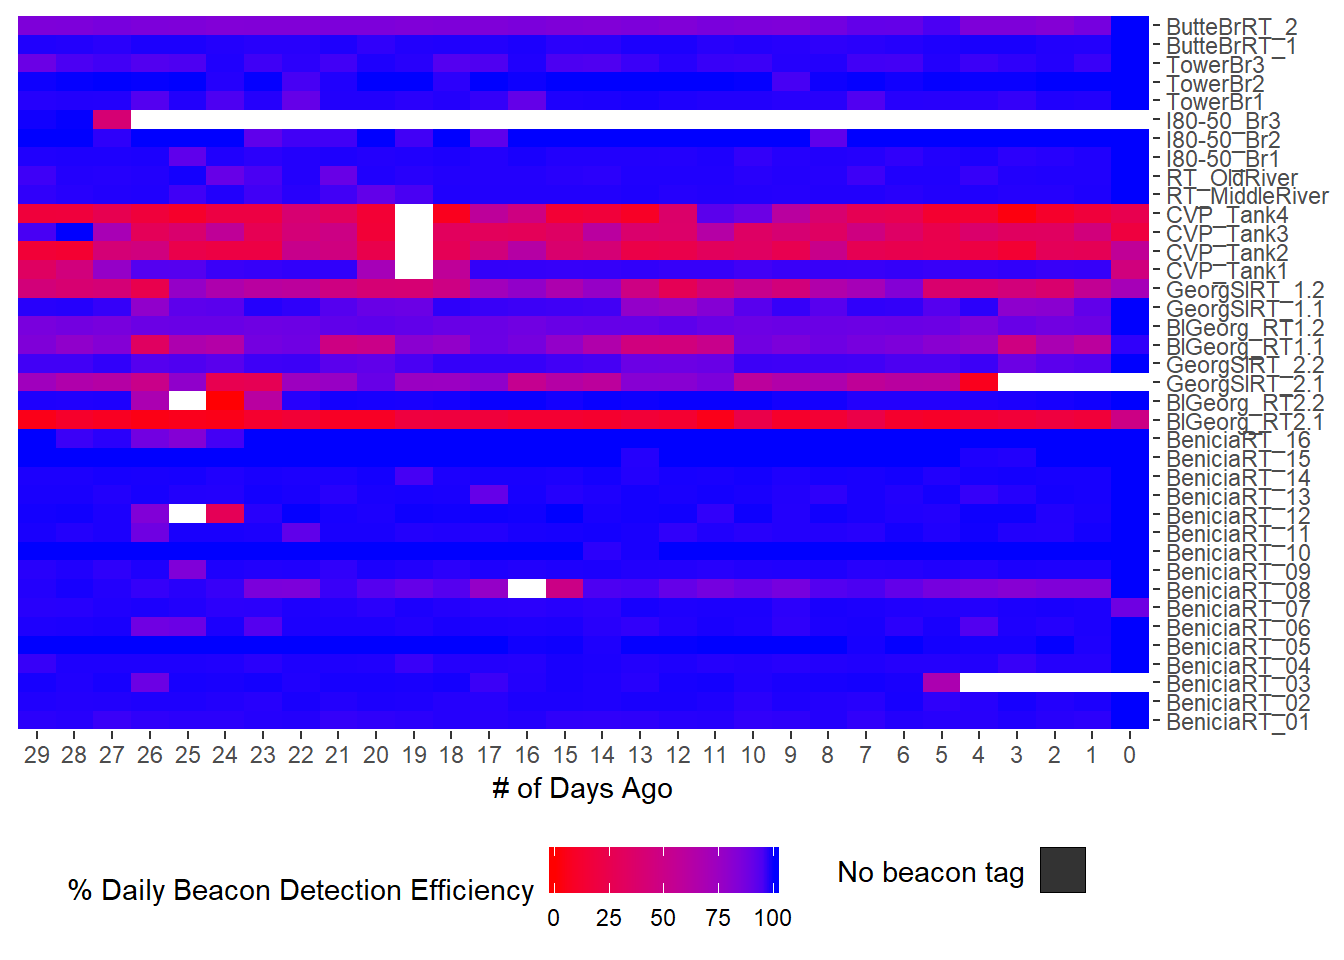 ButteBrRT_2
ButteBrRT_1
TowerBr3
TowerBr2
TowerBr1
I80-50_Br3
I80-50_Br2
I80-50_Br1
RT_OldRiver
RT_MiddleRiver
CVP_Tank4
CVP_Tank3
CVP_Tank2
CVP_Tank1
GeorgSlRT_1.2
GeorgSlRT_1.1
BlGeorg_RT1.2
BlGeorg_RT1.1
GeorgSlRT_2.2
GeorgSlRT_2.1
BlGeorg_RT2.2
BlGeorg_RT2.1
BeniciaRT_16
BeniciaRT_15
BeniciaRT_14
BeniciaRT_13
BeniciaRT_12
BeniciaRT_11
BeniciaRT_10
BeniciaRT_09
BeniciaRT_08
BeniciaRT_07
BeniciaRT_06
BeniciaRT_05
BeniciaRT_04
BeniciaRT_03
BeniciaRT_02
BeniciaRT_01
29 28 27 26 25 24 23 22 21 20 19 18 17 16 15 14 13 12 11 10 9 8 7 6 5 4 3 2 1 0
# of Days Ago
% Daily Beacon Detection Efficiency
0 25 50 75 100
No beacon tag